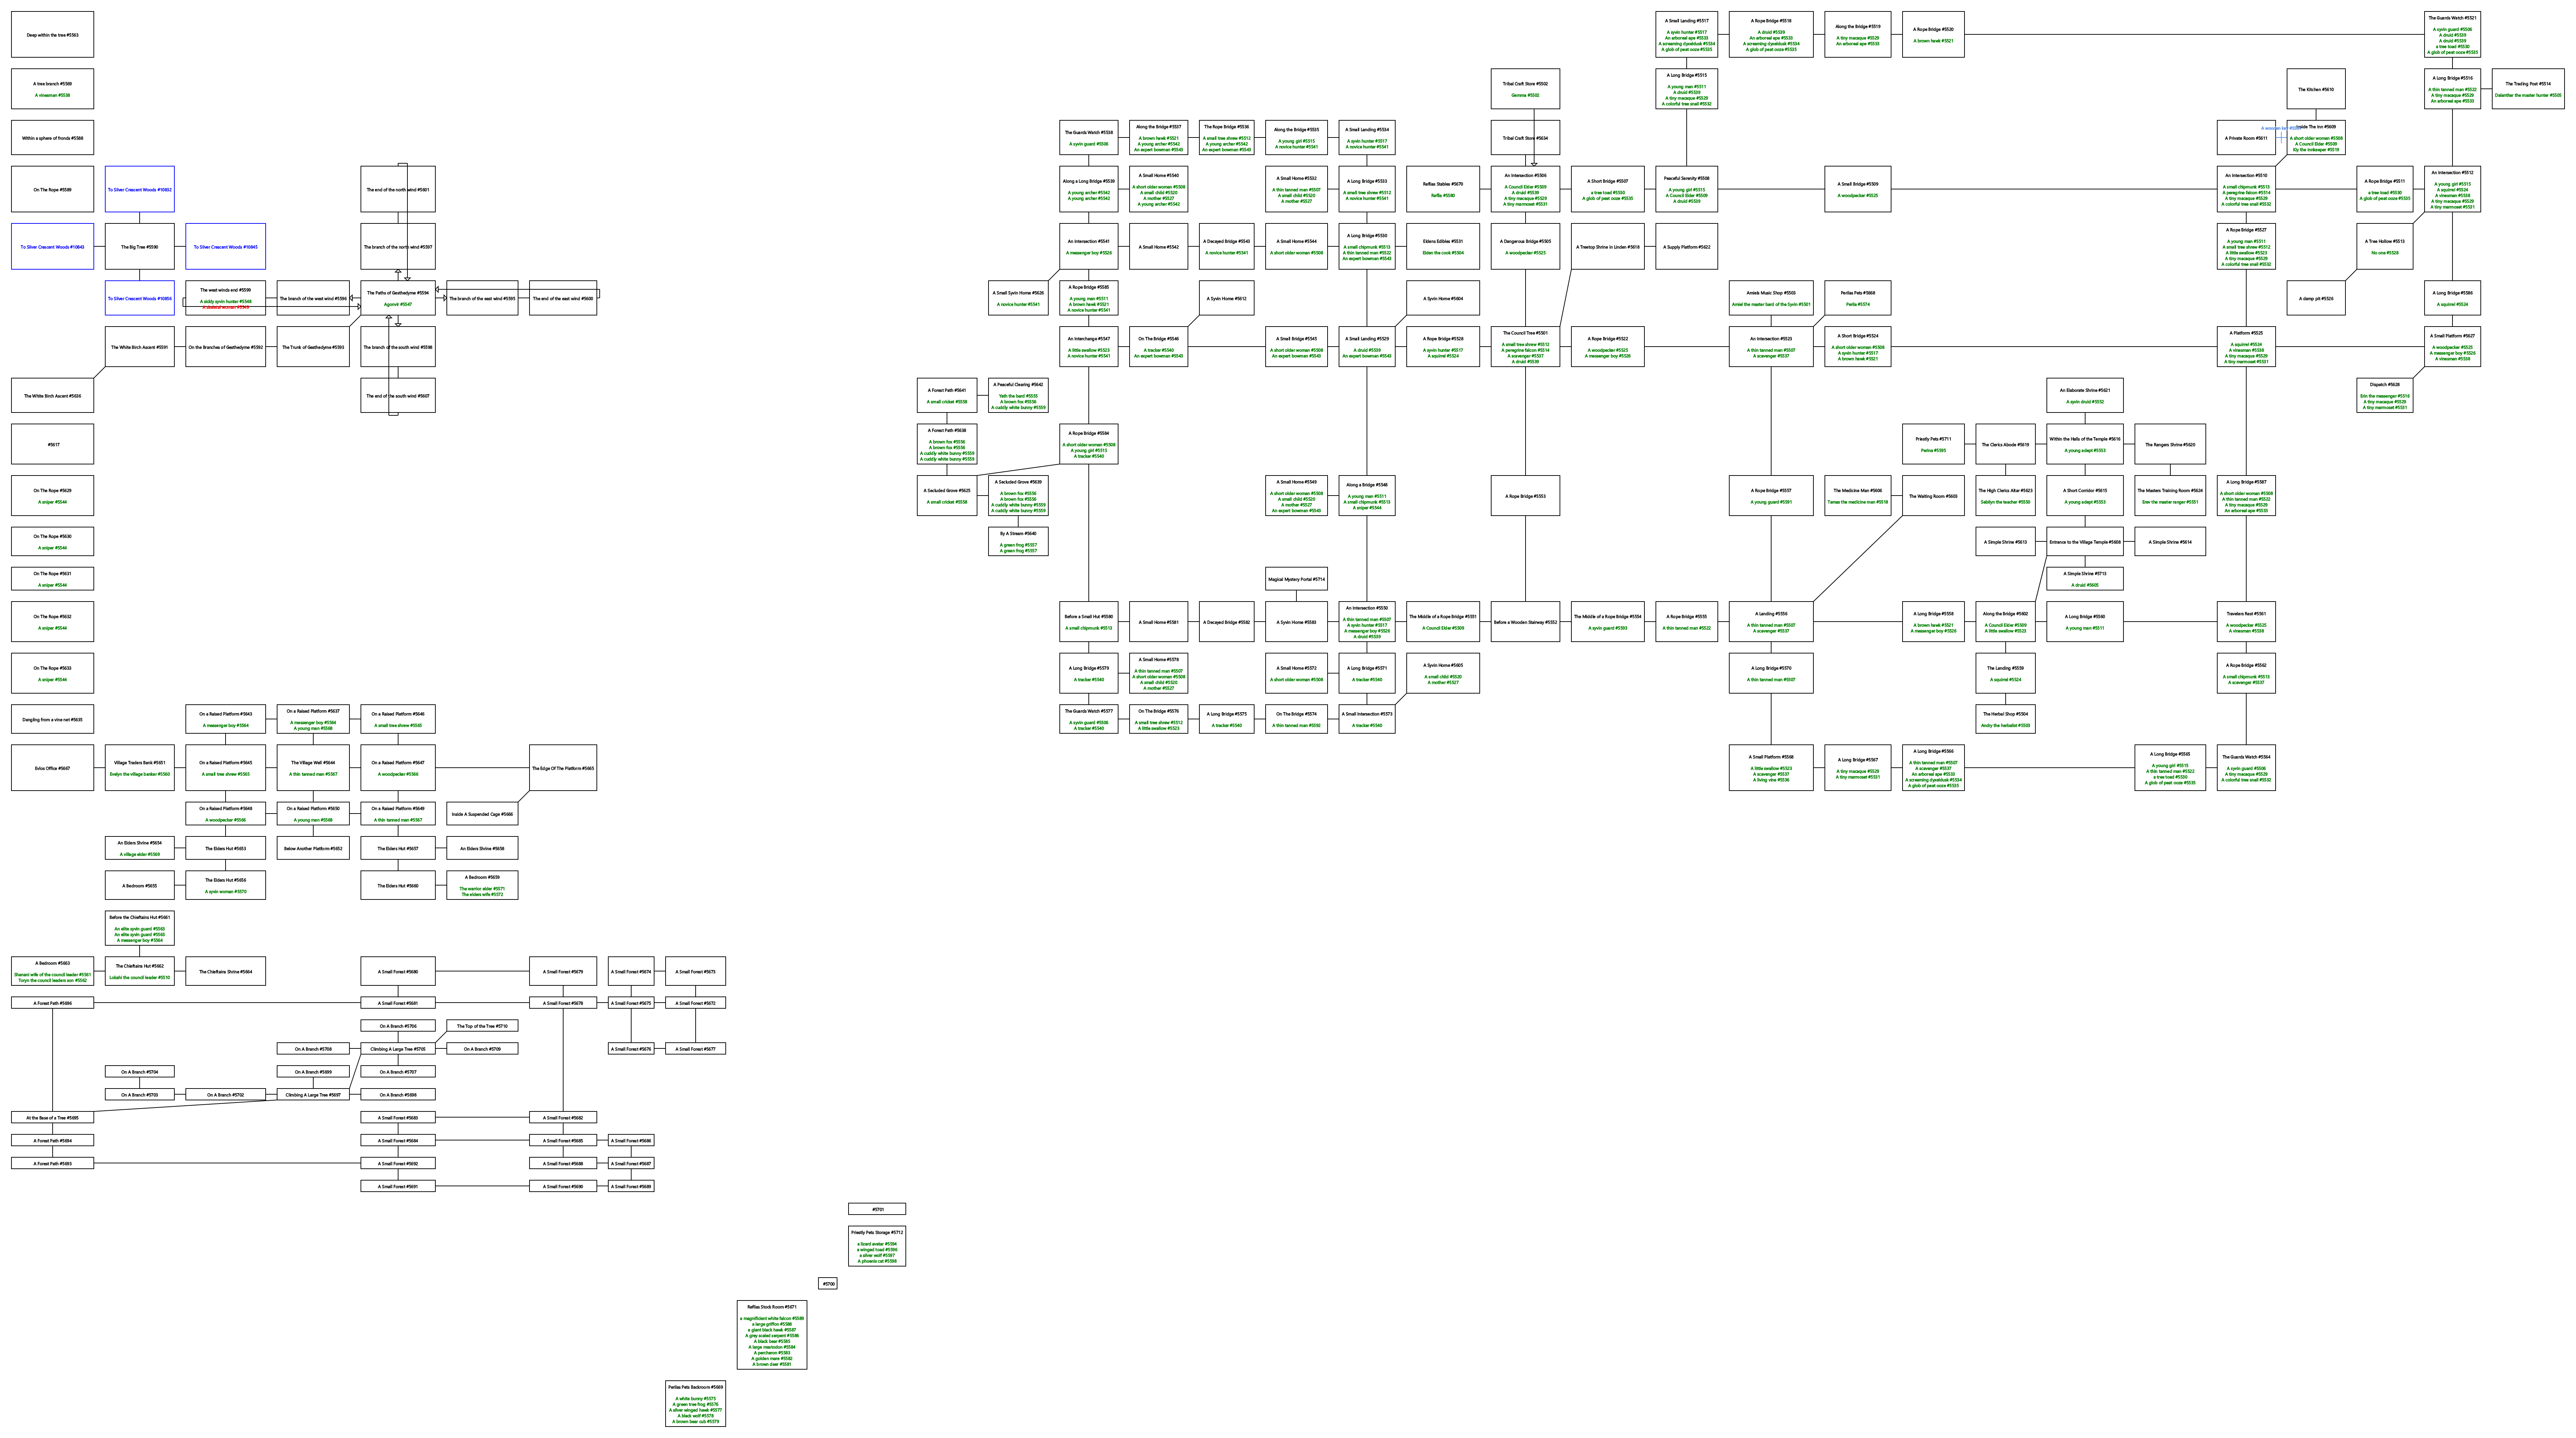 Deep within the tree #5563
A Small Landing #5517
A syvin hunter #5517
An arboreal ape #5533
A screaming dyvaldusk #5534
A glob of peat ooze #5535
A Rope Bridge #5518
A druid #5539
An arboreal ape #5533
A screaming dyvaldusk #5534
A glob of peat ooze #5535
Along the Bridge #5519
A tiny macaque #5529
An arboreal ape #5533
A Rope Bridge #5520
A brown hawk #5521
The Guards Watch #5521
A syvin guard #5506
A druid #5539
A druid #5539
a tree toad #5530
A glob of peat ooze #5535
A tree branch #5569
A vinesman #5538
Tribal Craft Store #5502
Gemma #5502
A Long Bridge #5515
A young man #5511
A druid #5539
A tiny macaque #5529
A colorful tree snail #5532
The Kitchen #5610
A Long Bridge #5516
A thin tanned man #5522
A tiny macaque #5529
An arboreal ape #5533
The Trading Post #5514
Dalanther the master hunter #5505
Within a sphere of fronds #5588
The Guards Watch #5538
A syvin guard #5506
Along the Bridge #5537
A brown hawk #5521
A young archer #5542
An expert bowman #5543
The Rope Bridge #5536
A small tree shrew #5512
A young archer #5542
An expert bowman #5543
Along the Bridge #5535
A young girl #5515
A novice hunter #5541
A Small Landing #5534
A syvin hunter #5517
A novice hunter #5541
Tribal Craft Store #5634
A Private Room #5611
Inside The Inn #5609
A short older woman #5508
A Council Elder #5509
Kiy the innkeeper #5519
On The Rope #5589
To Silver Crescent Woods #10832
The end of the north wind #5601
Along a Long Bridge #5539
A young archer #5542
A young archer #5542
A Small Home #5540
A short older woman #5508
A small child #5520
A mother #5527
A young archer #5542
A Small Home #5532
A thin tanned man #5507
A small child #5520
A mother #5527
A Long Bridge #5533
A small tree shrew #5512
A novice hunter #5541
Reflias Stables #5670
Reflia #5580
An Intersection #5506
A Council Elder #5509
A druid #5539
A tiny macaque #5529
A tiny marmoset #5531
A Short Bridge #5507
a tree toad #5530
A glob of peat ooze #5535
Peaceful Serenity #5508
A young girl #5515
A Council Elder #5509
A druid #5539
A Small Bridge #5509
A woodpecker #5525
An Intersection #5510
A small chipmunk #5513
A peregrine falcon #5514
A tiny macaque #5529
A colorful tree snail #5532
A Rope Bridge #5511
a tree toad #5530
A glob of peat ooze #5535
An Intersection #5512
A young girl #5515
A squirrel #5524
A vinesman #5538
A tiny macaque #5529
A tiny marmoset #5531
To Silver Crescent Woods #10843
The Big Tree #5590
To Silver Crescent Woods #10845
The branch of the north wind #5597
An Intersection #5541
A messenger boy #5526
A Small Home #5542
A Decayed Bridge #5543
A novice hunter #5541
A Small Home #5544
A short older woman #5508
A Long Bridge #5530
A small chipmunk #5513
A thin tanned man #5522
An expert bowman #5543
Eldens Edibles #5531
Elden the cook #5504
A Dangerous Bridge #5505
A woodpecker #5525
A Treetop Shrine in Linden #5618
A Supply Platform #5622
A Rope Bridge #5527
A young man #5511
A small tree shrew #5512
A little swallow #5523
A tiny macaque #5529
A colorful tree snail #5532
A Tree Hollow #5513
No one #5528
To Silver Crescent Woods #10856
The west winds end #5599
A sickly syvin hunter #5548
The branch of the west wind #5596
The Paths of Gesthedyme #5594
Agonvii #5547
The branch of the east wind #5595
The end of the east wind #5600
A Small Syvin Home #5626
A novice hunter #5541
A Rope Bridge #5585
A young man #5511
A brown hawk #5521
A novice hunter #5541
A Syvin Home #5612
A Syvin Home #5604
Amiels Music Shop #5503
Amiel the master bard of the Syvin #5501
Perilas Pets #5668
Perila #5574
A damp pit #5526
A Long Bridge #5586
A squirrel #5524
The White Birch Ascent #5591
On the Branches of Gesthedyme #5592
The Trunk of Gesthedyme #5593
The branch of the south wind #5598
An Interchange #5547
A little swallow #5523
A novice hunter #5541
On The Bridge #5546
A tracker #5540
An expert bowman #5543
A Small Bridge #5545
A short older woman #5508
An expert bowman #5543
A Small Landing #5529
A druid #5539
An expert bowman #5543
A Rope Bridge #5528
A syvin hunter #5517
A squirrel #5524
The Council Tree #5501
A small tree shrew #5512
A peregrine falcon #5514
A scavenger #5537
A druid #5539
A Rope Bridge #5522
A woodpecker #5525
A messenger boy #5526
An Intersection #5523
A thin tanned man #5507
A scavenger #5537
A Short Bridge #5524
A short older woman #5508
A syvin hunter #5517
A brown hawk #5521
A Platform #5525
A squirrel #5524
A vinesman #5538
A tiny macaque #5529
A tiny marmoset #5531
A Small Platform #5627
A woodpecker #5525
A messenger boy #5526
A vinesman #5538
The White Birch Ascent #5636
The end of the south wind #5607
A Forest Path #5641
A small cricket #5558
A Peaceful Clearing #5642
Yath the bard #5555
A brown fox #5556
A cuddly white bunny #5559
An Elaborate Shrine #5621
A syvin druid #5552
Dispatch #5628
Erin the messenger #5516
A tiny macaque #5529
A tiny marmoset #5531
#5617
A Forest Path #5638
A brown fox #5556
A brown fox #5556
A cuddly white bunny #5559
A cuddly white bunny #5559
A Rope Bridge #5584
A short older woman #5508
A young girl #5515
A tracker #5540
Priestly Pets #5711
Perina #5595
The Clerics Abode #5619
Within the Halls of the Temple #5616
A young adept #5553
The Rangers Shrine #5620
On The Rope #5629
A sniper #5544
A Secluded Grove #5625
A small cricket #5558
A Secluded Grove #5639
A brown fox #5556
A brown fox #5556
A cuddly white bunny #5559
A cuddly white bunny #5559
A Small Home #5549
A short older woman #5508
A small child #5520
A mother #5527
An expert bowman #5543
Along a Bridge #5548
A young man #5511
A small chipmunk #5513
A sniper #5544
A Rope Bridge #5553
A Rope Bridge #5557
A young guard #5591
The Medicine Man #5606
Tamas the medicine man #5518
The Waiting Room #5603
The High Clerics Altar #5623
Sebilyn the teacher #5550
A Short Corridor #5615
A young adept #5553
The Masters Training Room #5624
Erev the master ranger #5551
A Long Bridge #5587
A short older woman #5508
A thin tanned man #5522
A tiny macaque #5529
An arboreal ape #5533
On The Rope #5630
A sniper #5544
By A Stream #5640
A green frog #5557
A green frog #5557
A Simple Shrine #5613
Entrance to the Village Temple #5608
A Simple Shrine #5614
On The Rope #5631
A sniper #5544
Magical Mystery Portal #5714
A Simple Shrine #5713
A druid #5605
On The Rope #5632
A sniper #5544
Before a Small Hut #5580
A small chipmunk #5513
A Small Home #5581
A Decayed Bridge #5582
A Syvin Home #5583
An Intersection #5550
A thin tanned man #5507
A syvin hunter #5517
A messenger boy #5526
A druid #5539
The Middle of a Rope Bridge #5551
A Council Elder #5509
Before a Wooden Stairway #5552
The Middle of a Rope Bridge #5554
A syvin guard #5593
A Rope Bridge #5555
A thin tanned man #5522
A Landing #5556
A thin tanned man #5507
A scavenger #5537
A Long Bridge #5558
A brown hawk #5521
A messenger boy #5526
Along the Bridge #5602
A Council Elder #5509
A little swallow #5523
A Long Bridge #5560
A young man #5511
Travelers Rest #5561
A woodpecker #5525
A vinesman #5538
On The Rope #5633
A sniper #5544
A Long Bridge #5579
A tracker #5540
A Small Home #5578
A thin tanned man #5507
A short older woman #5508
A small child #5520
A mother #5527
A Small Home #5572
A short older woman #5508
A Long Bridge #5571
A tracker #5540
A Syvin Home #5605
A small child #5520
A mother #5527
A Long Bridge #5570
A thin tanned man #5507
The Landing #5559
A squirrel #5524
A Rope Bridge #5562
A small chipmunk #5513
A scavenger #5537
Dangling from a vine net #5635
On a Raised Platform #5643
A messenger boy #5564
On a Raised Platform #5637
A messenger boy #5564
A young man #5568
On a Raised Platform #5646
A small tree shrew #5565
The Guards Watch #5577
A syvin guard #5506
A tracker #5540
On The Bridge #5576
A small tree shrew #5512
A little swallow #5523
A Long Bridge #5575
A tracker #5540
On The Bridge #5574
A thin tanned man #5592
A Small Intersection #5573
A tracker #5540
The Herbal Shop #5504
Andry the herbalist #5503
Evlos Office #5667
Village Traders Bank #5651
Evelyn the village banker #5560
On a Raised Platform #5645
A small tree shrew #5565
The Village Well #5644
A thin tanned man #5567
On a Raised Platform #5647
A woodpecker #5566
The Edge Of The Platform #5665
A Small Platform #5568
A little swallow #5523
A scavenger #5537
A living vine #5536
A Long Bridge #5567
A tiny macaque #5529
A tiny marmoset #5531
A Long Bridge #5566
A thin tanned man #5507
A scavenger #5537
An arboreal ape #5533
A screaming dyvaldusk #5534
A glob of peat ooze #5535
A Long Bridge #5565
A young girl #5515
A thin tanned man #5522
a tree toad #5530
A glob of peat ooze #5535
The Guards Watch #5564
A syvin guard #5506
A tiny macaque #5529
A colorful tree snail #5532
On a Raised Platform #5648
A woodpecker #5566
On a Raised Platform #5650
A young man #5568
On a Raised Platform #5649
A thin tanned man #5567
Inside A Suspended Cage #5666
An Elders Shrine #5654
A village elder #5569
The Elders Hut #5653
Below Another Platform #5652
The Elders Hut #5657
An Elders Shrine #5658
A Bedroom #5655
The Elders Hut #5656
A syvin woman #5570
The Elders Hut #5660
A Bedroom #5659
The warrior elder #5571
The elders wife #5572
Before the Chieftains Hut #5661
An elite syvin guard #5563
An elite syvin guard #5563
A messenger boy #5564
A Bedroom #5663
Shanani wife of the council leader #5561
Toryn the council leaders son #5562
The Chieftains Hut #5662
Lokahi the council leader #5510
The Chieftains Shrine #5664
A Small Forest #5680
A Small Forest #5679
A Small Forest #5674
A Small Forest #5673
A Forest Path #5696
A Small Forest #5681
A Small Forest #5678
A Small Forest #5675
A Small Forest #5672
On A Branch #5706
The Top of the Tree #5710
On A Branch #5708
Climbing A Large Tree #5705
On A Branch #5709
A Small Forest #5676
A Small Forest #5677
On A Branch #5704
On A Branch #5699
On A Branch #5707
On A Branch #5703
On A Branch #5702
Climbing A Large Tree #5697
On A Branch #5698
At the Base of a Tree #5695
A Small Forest #5683
A Small Forest #5682
A Forest Path #5694
A Small Forest #5684
A Small Forest #5685
A Small Forest #5686
A Forest Path #5693
A Small Forest #5692
A Small Forest #5688
A Small Forest #5687
A Small Forest #5691
A Small Forest #5690
A Small Forest #5689
#5701
Priestly Pets Storage #5712
a lizard avatar #5594
a winged toad #5596
a silver wolf #5597
A phoenix cat #5598
#5700
Reflias Stock Room #5671
a magnificient white falcon #5589
a large griffon #5588
a giant black hawk #5587
A grey scaled serpent #5586
A black bear #5585
A large mastodon #5584
A percheron #5583
A golden mare #5582
A brown deer #5581
Perilas Pets Backroom #5669
A white bunny #5575
A green tree frog #5576
A silver winged hawk #5577
A black wolf #5578
A brown bear cub #5579